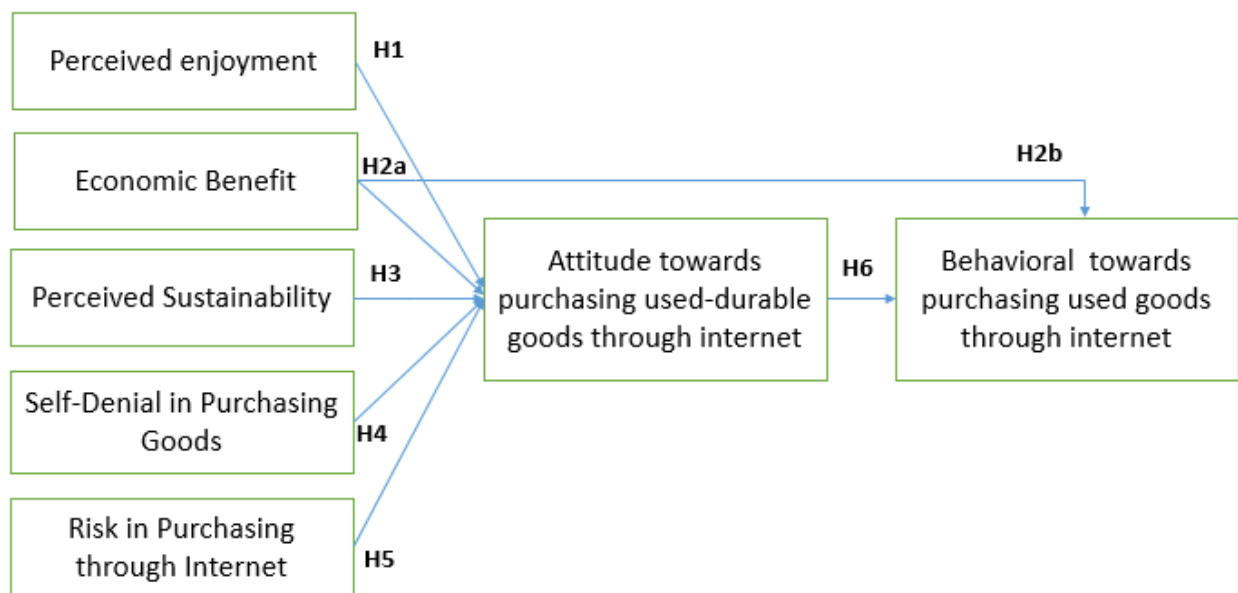 Perceived enjoyment
H1
Economic Benefit
H2a
H2b
Perceived Sustainability
H3
Attitude towards
purchasing used-durable
goods through internet
H6
Behavioral towards
purchasing used goods
through internet
Self-Denial in Purchasing
Goods
H4
Risk in Purchasing
through Internet
H5